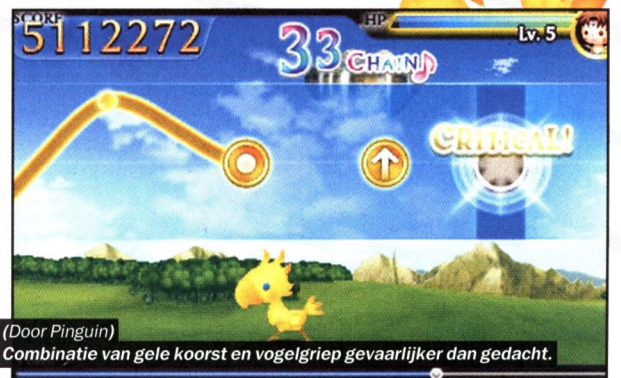 SCORE
5112272
33 CHAIN
HP
Lv. 5
CRITICAL!
(Door Pinguin)
Combinatie van gele koorst en vogelgriep gevaarlijker dan gedacht.